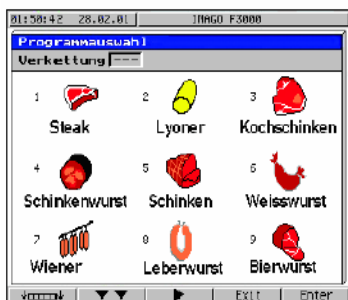 01:50:42 28.02.01 IMAGO F3000
Programmauswahl
Verkettung ---
1 2 3
Steak Lyoner Kochschinken
4 5 6
Schinkenwurst Schinken Weisswurst
7 8 9
Wiener Leberwurst Bierwurst
Exit Enter